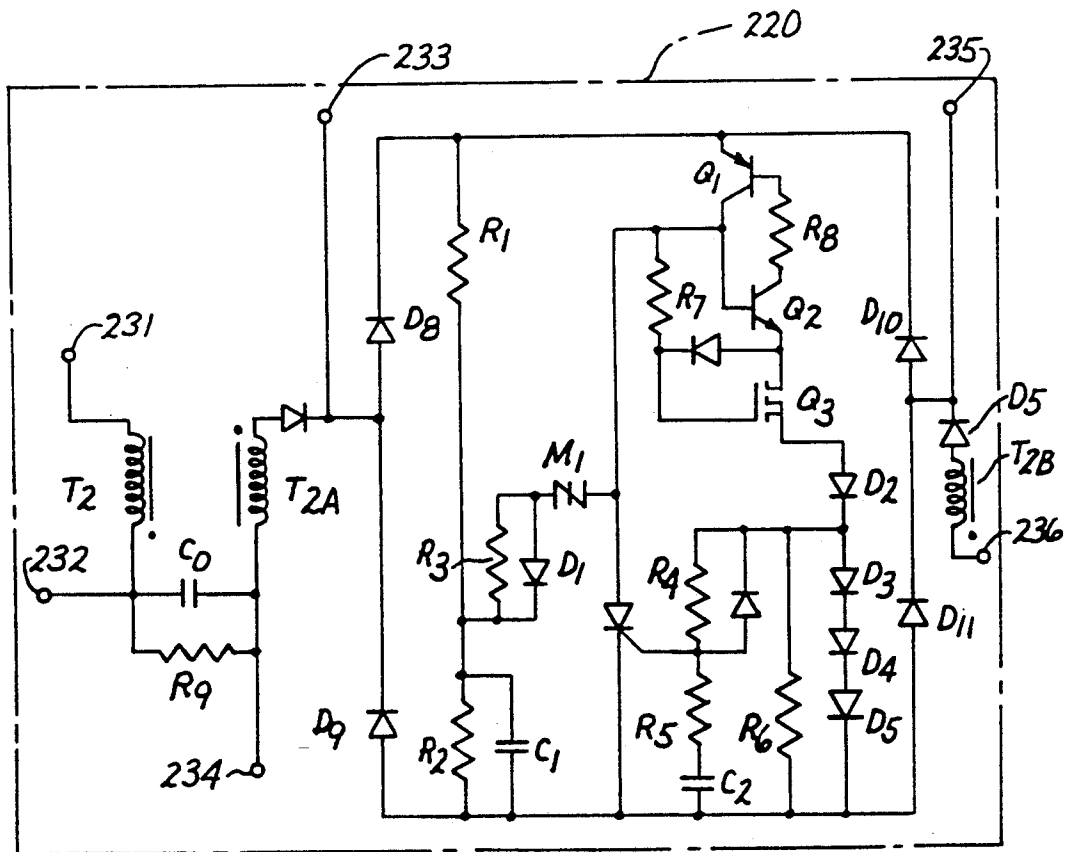 220
233
235
Q1
R1
R8
R7
Q2
D8
D10
231
Q3
D5
T2
T2A
M1
T2B
D2
236
232
C0
R3
D1
R4
D3
D11
R9
D4
D9
R2
C1
R5
R6
D5
234
C2